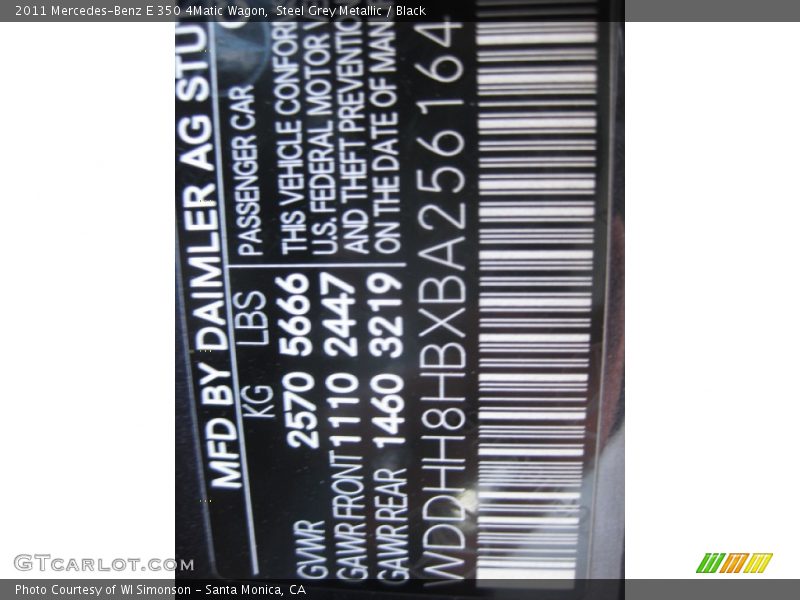 2011 Mercedes-Benz E 350 4Matic Wagon, Steel Grey Metallic / Black
MFD BY DAIMLER AG STU
KG LBS PASSENGER CAR
GVWR 2570 5666 THIS VEHICLE CONFOR
GAWR FRONT 1110 2447 U.S. FEDERAL MOTOR V
AND THEFT PREVENTIO
GAWR REAR 1460 3219 ON THE DATE OF MAN
WDDHH8HBXBA256164
GTcarlot.com
Photo Courtesy of WI Simonson - Santa Monica, CA